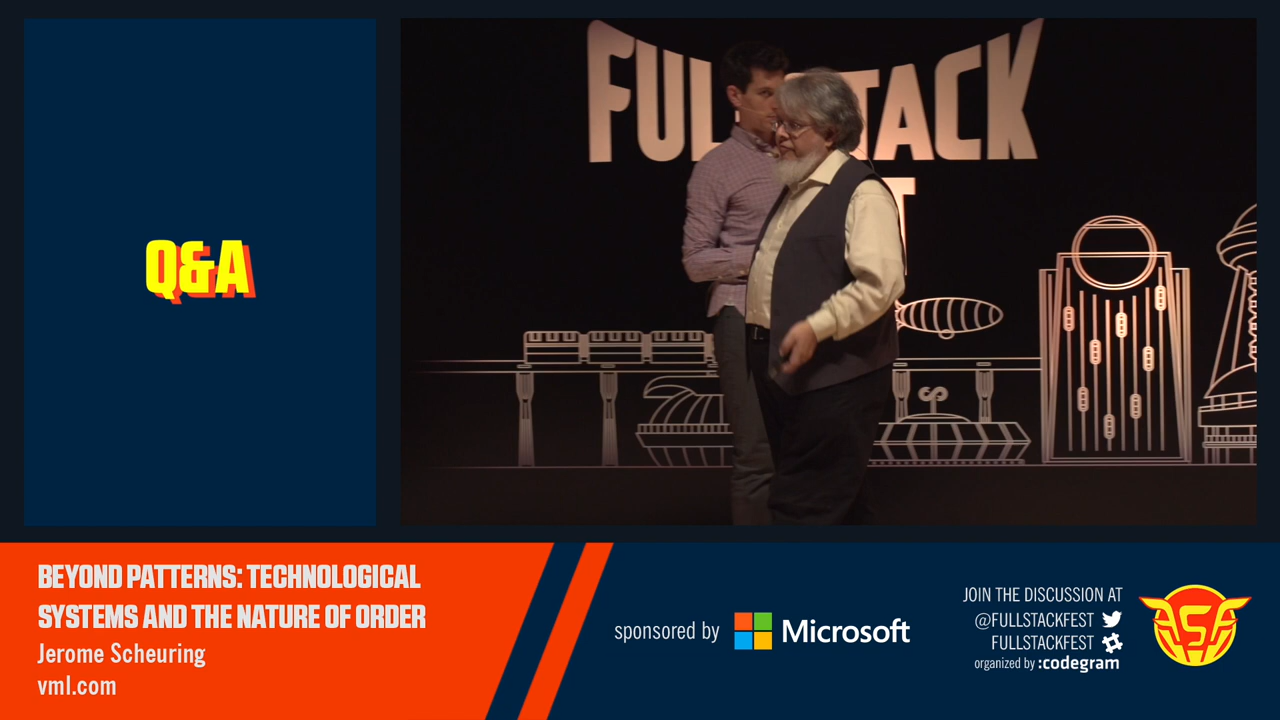 Q&A
FULLSTACK
BEYOND PATTERNS: TECHNOLOGICAL
SYSTEMS AND THE NATURE OF ORDER
Jerome Scheuring
vml.com
sponsored by Microsoft
JOIN THE DISCUSSION AT
@FULLSTACKFEST
FULLSTACKFEST
organized by :codegram
FSF